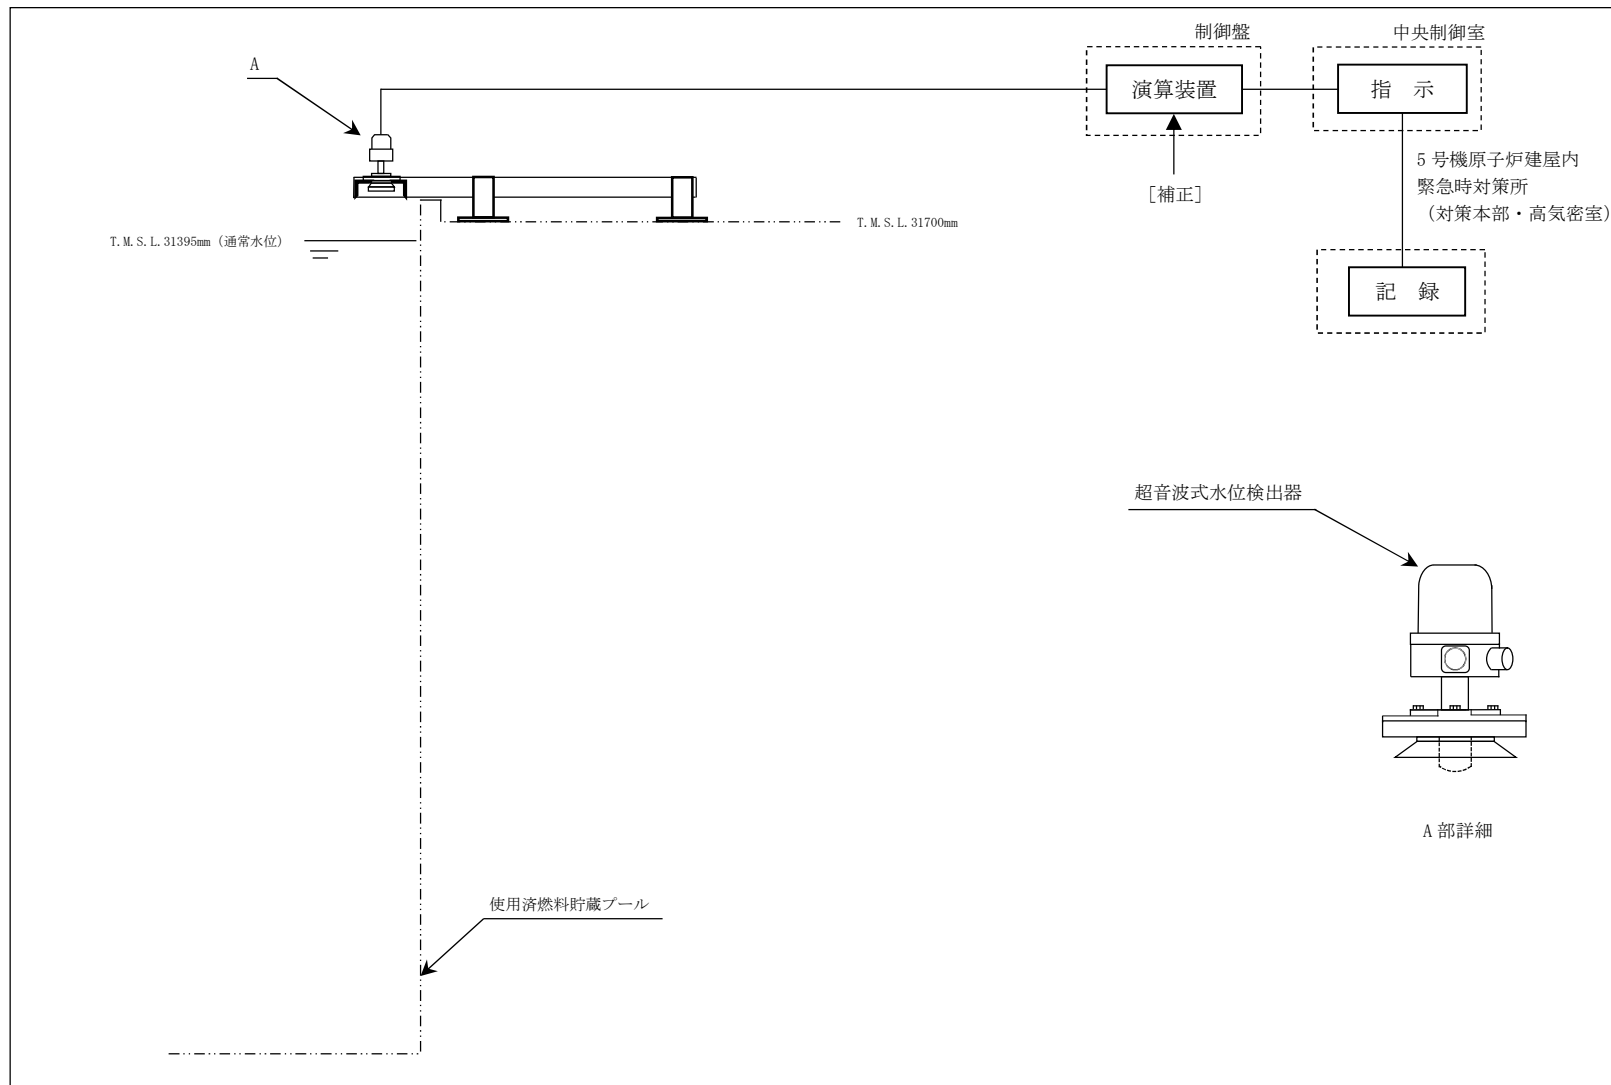 制御盤
中央制御室
A
演算装置
指 示
[補正]
5 号機原子炉建屋内
緊急時対策所
(対策本部・高気密室)
T.M.S.L.31700mm
T.M.S.L.31395mm (通常水位)
記 録
超音波式水位検出器
A 部詳細
使用済燃料貯蔵プール